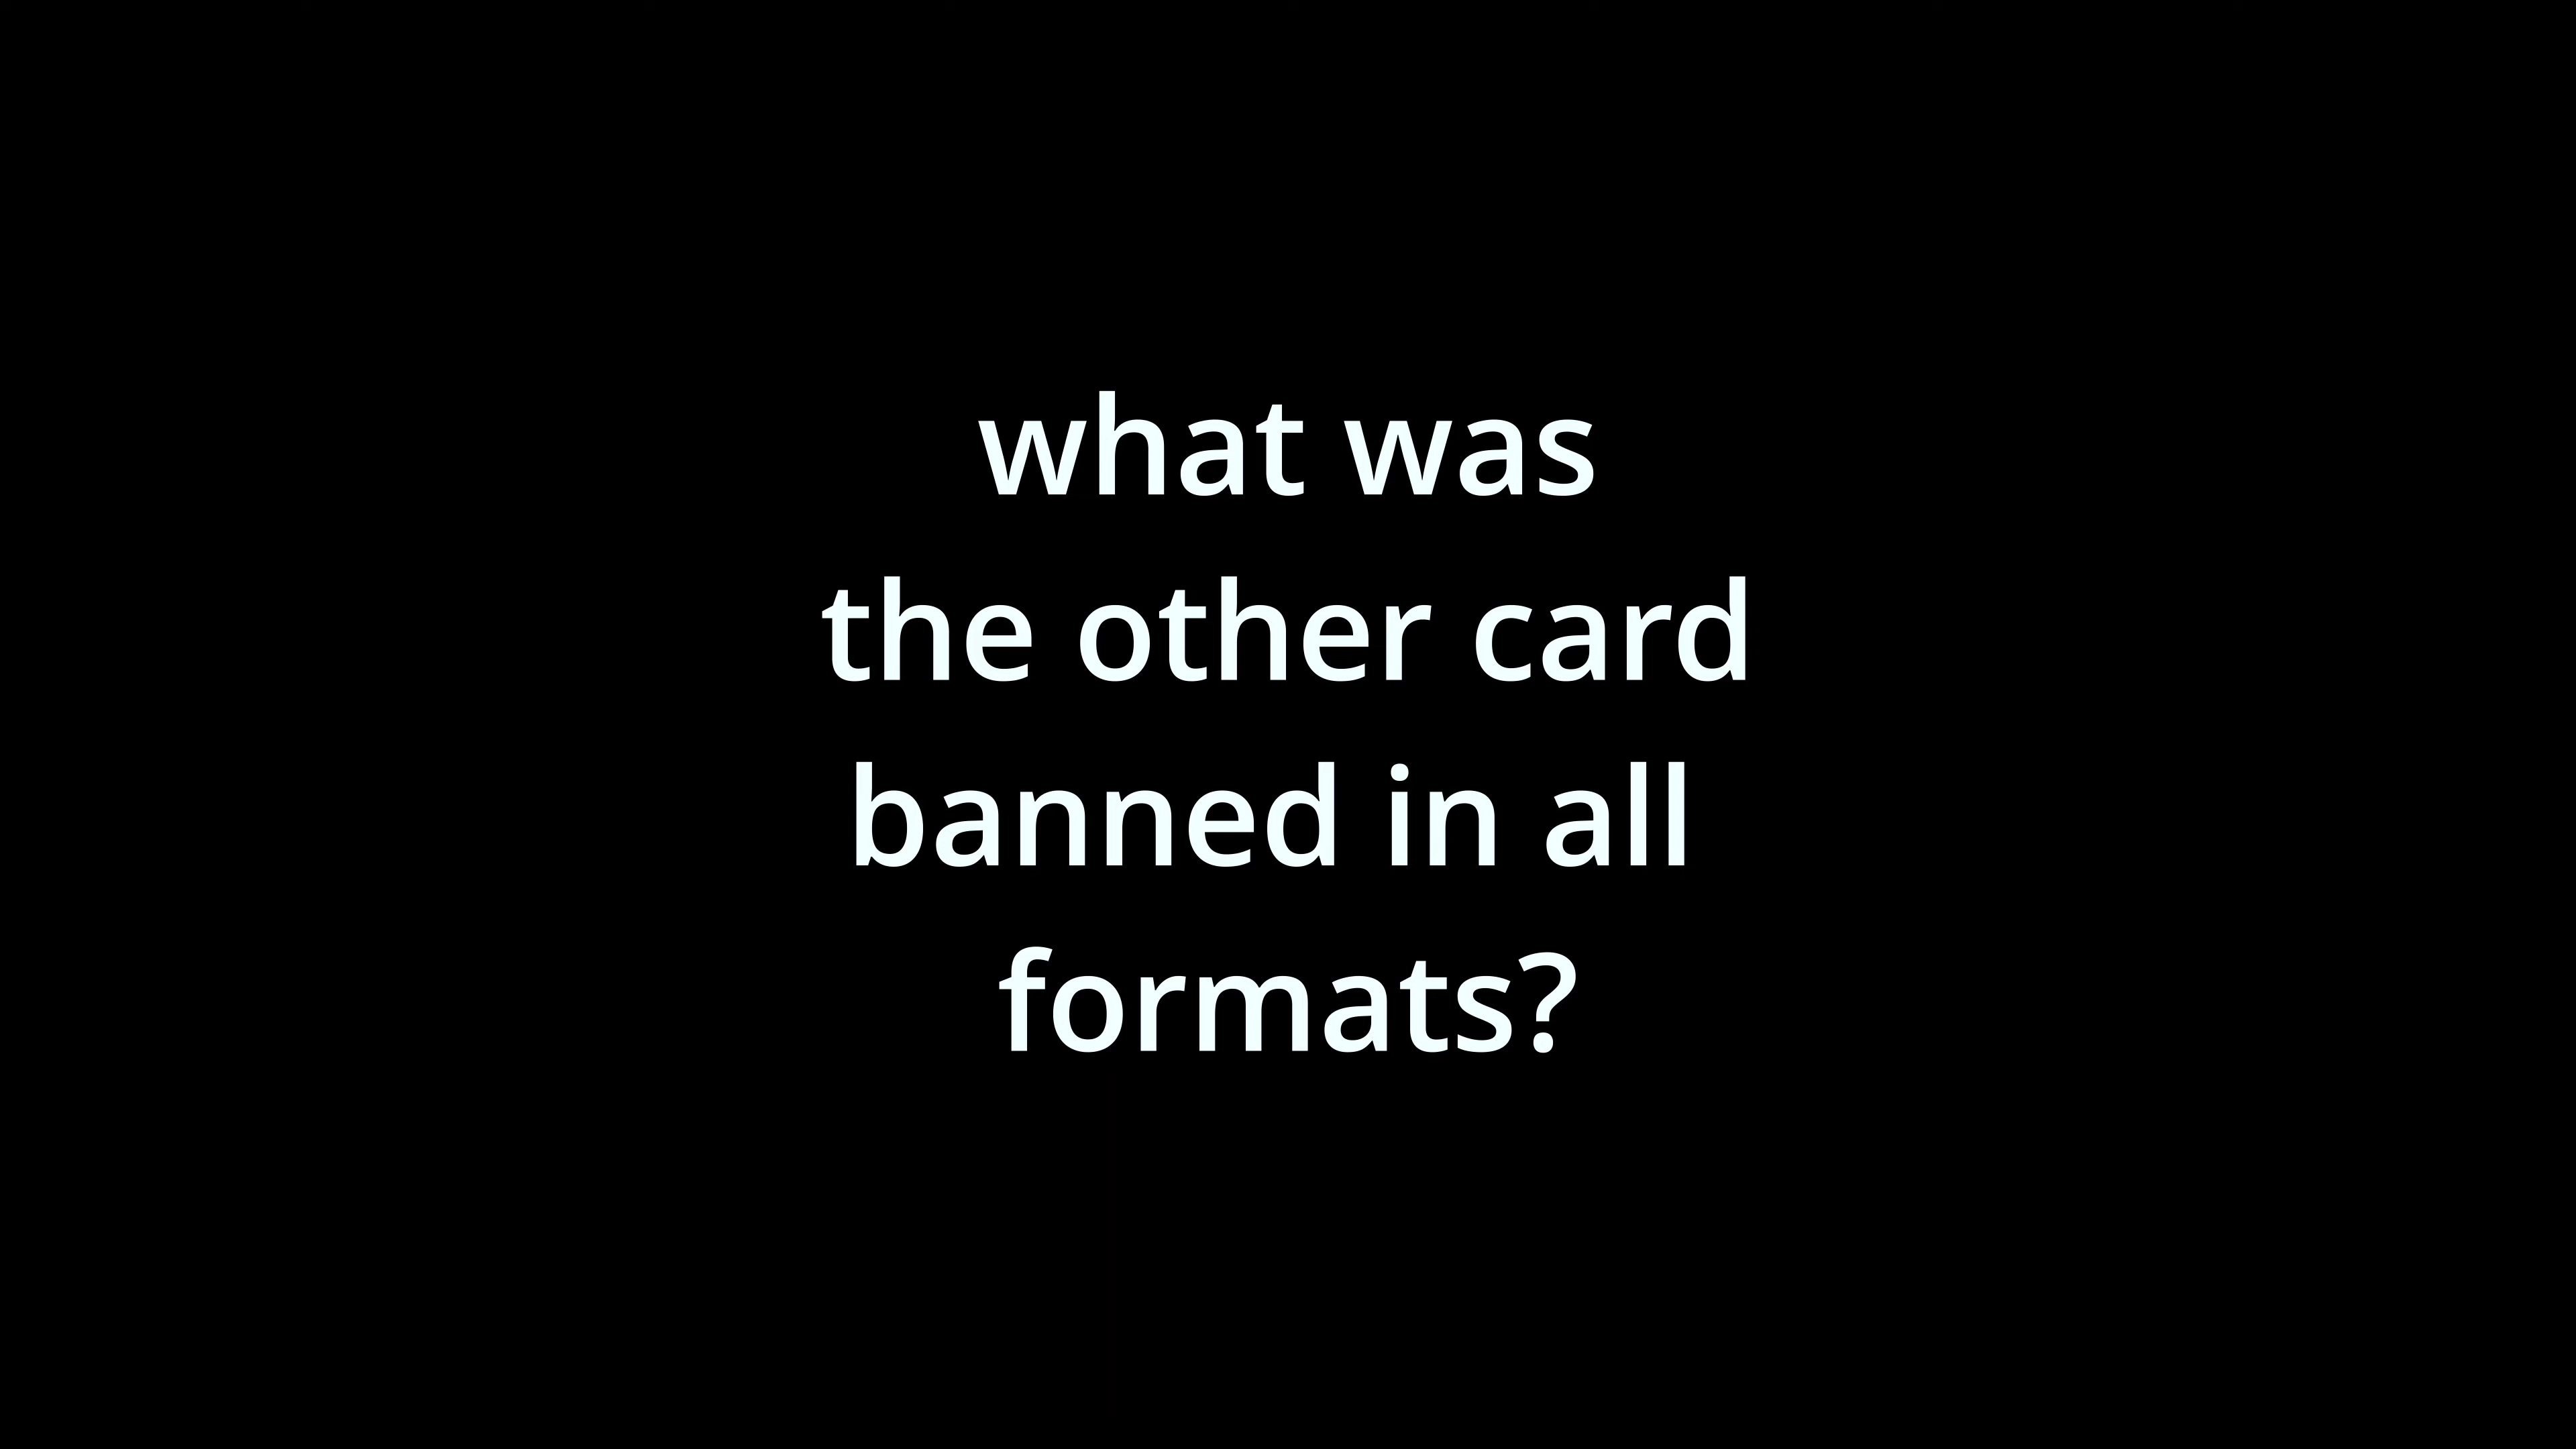 what was
the other card
banned in all
formats?